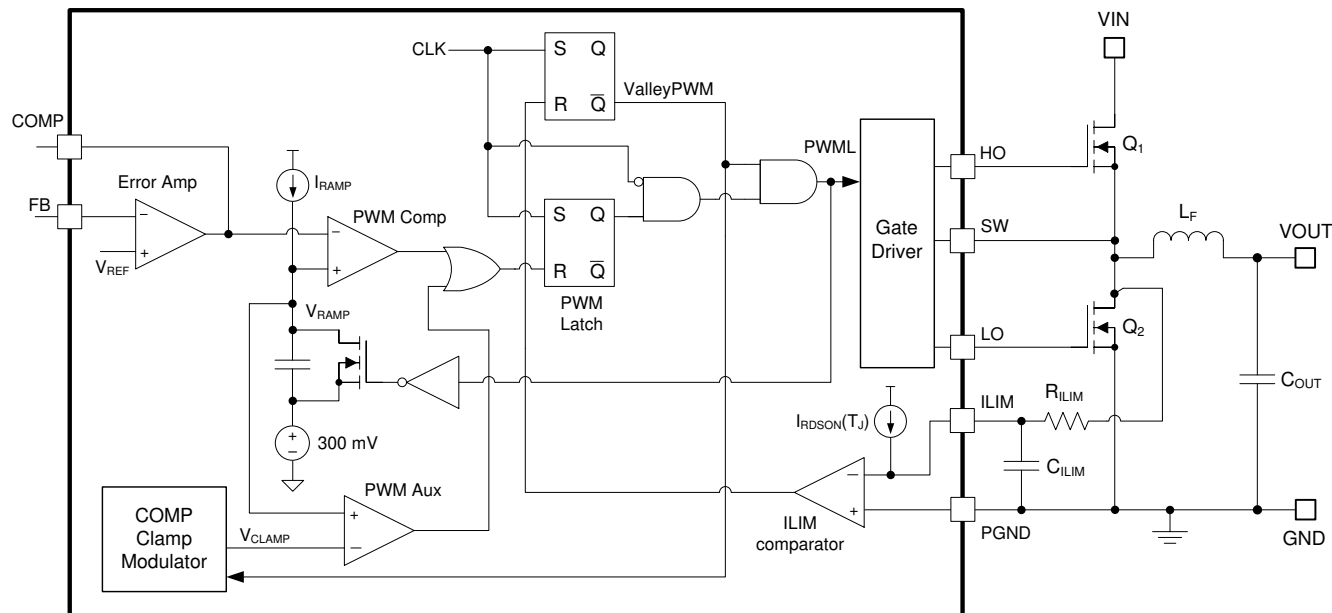 VIN
CLK
S Q
R Q̅
ValleyPWM
COMP
PWML
HO
Q1
Error Amp
IRAMP
FB
PWM Comp
S Q
R Q̅
Gate
Driver
SW
LF
VOUT
VREF
PWM
Latch
VRAMP
LO
Q2
COUT
300 mV
IRDSON(TJ)
ILIM
RILIM
CILIM
PWM Aux
COMP
Clamp
Modulator
VCLAMP
ILIM
comparator
PGND
GND